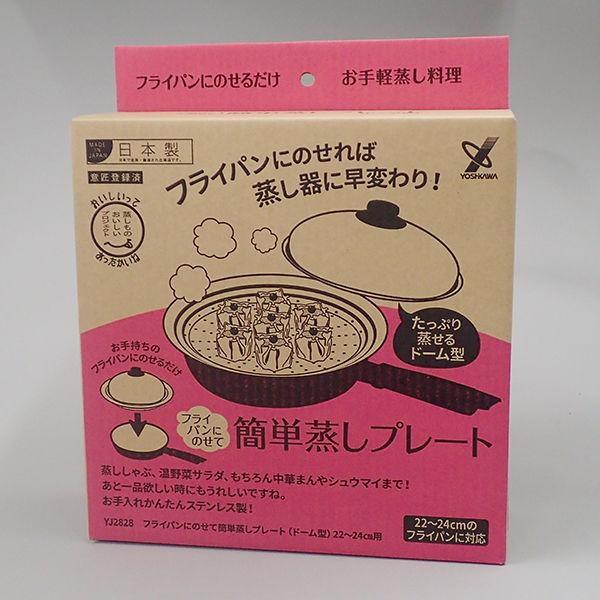 フライパンにのせるだけ お手軽蒸し料理
MADE IN JAPAN
日本製
意匠登録済
フライパンにのせれば
蒸し器に早変わり！
YOSHIKAWA
おいしいって
蒸しもの
おいしい
プロジェクト
あったかいね
たっぷり
蒸せる
ドーム型
お手持ちの
フライパンにのせるだけ
フライ
パンに
のせて
簡単蒸しプレート
蒸ししゃぶ、温野菜サラダ、もちろん中華まんやシュウマイまで！
あと一品欲しい時にもうれしいですね。
お手入れかんたんステンレス製！
YJ2828 フライパンにのせて簡単蒸しプレート（ドーム型）22～24cm用
22～24cmの
フライパンに対応